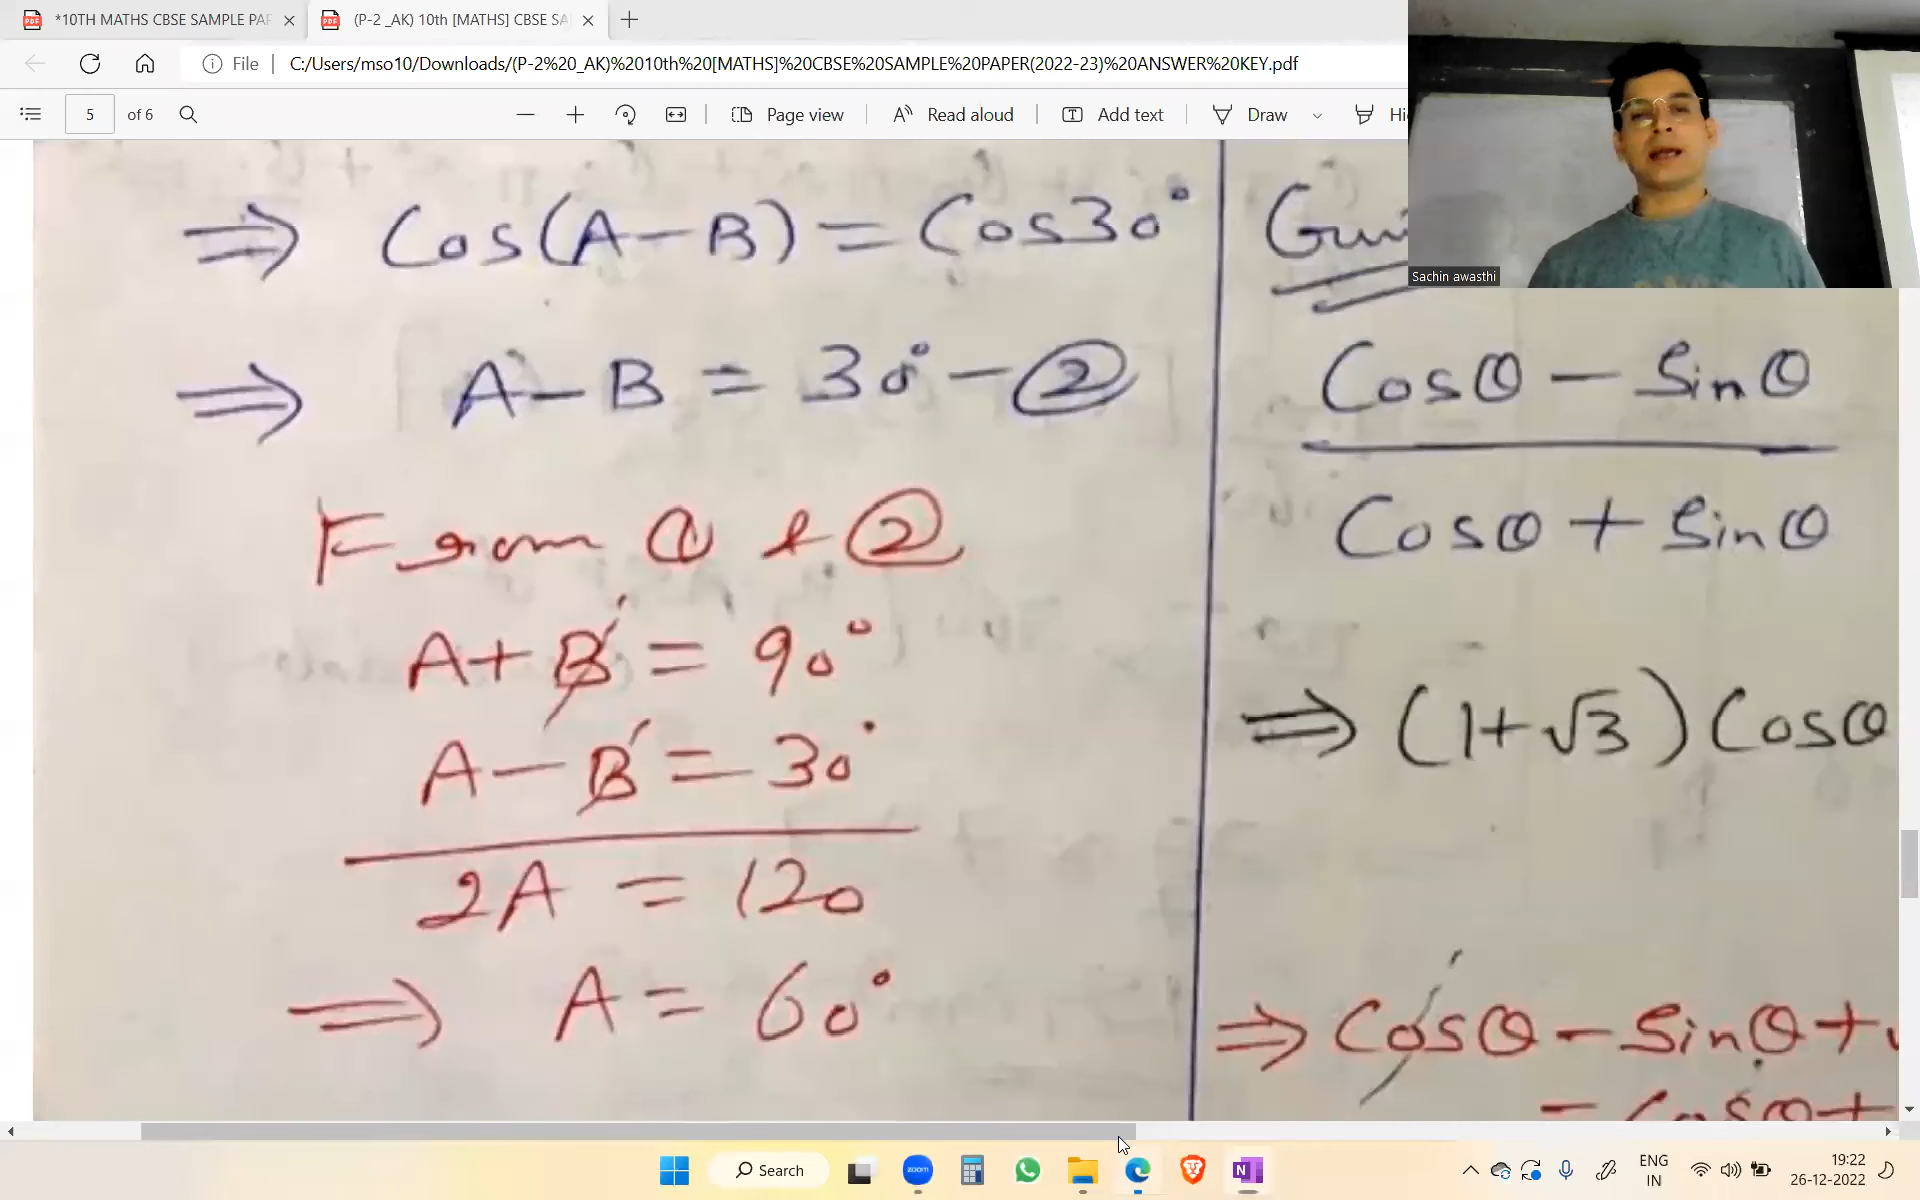 *10TH MATHS CBSE SAMPLE PAP
(P-2 _AK) 10th [MATHS] CBSE SA
File
C:/Users/mso10/Downloads/(P-2%20_AK)%2010th%20[MATHS]%20CBSE%20SAMPLE%20PAPER(2022-23)%20ANSWER%20KEY.pdf
5 of 6
Page view
Read aloud
Add text
Draw
Sachin awasthi
⇒ Cos(A-B) = Cos30°
⇒ A-B = 30° - ②
From ① & ②
A+B = 90°
A-B = 30°
2A = 120
⇒ A = 60°
Cosθ - Sinθ
Cosθ + Sinθ
⇒ (1+√3) Cosθ
⇒ Cosθ - Sinθ +
= Cosθ +
Search
zoom
ENG
IN
19:22
26-12-2022